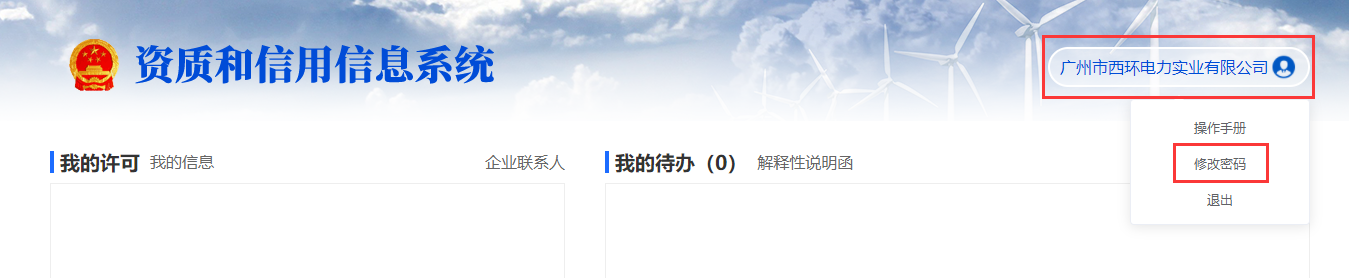 资质和信用信息系统
广州市西环电力实业有限公司
操作手册
修改密码
退出
我的许可 我的信息 企业联系人
我的待办（0） 解释性说明函